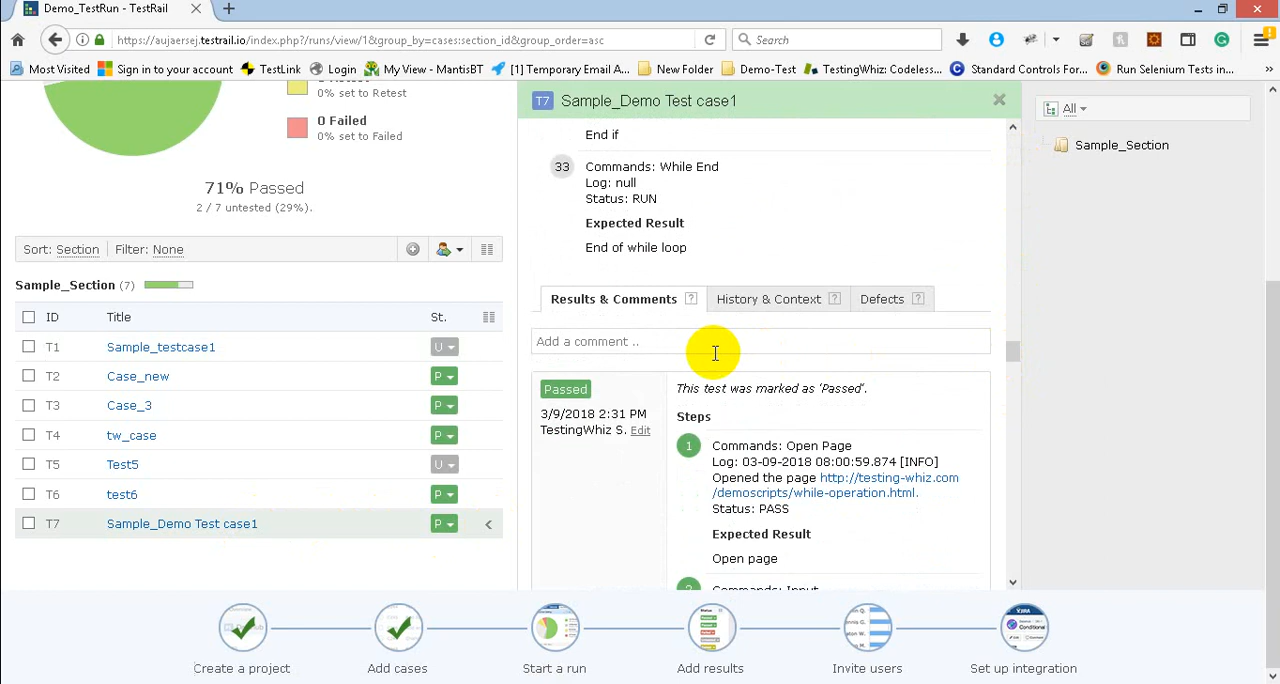 Demo_TestRun - TestRail
https://aujaersej.testrail.io/index.php?/runs/view/1&group_by=cases:section_id&group_order=asc
Search
Most Visited
Sign in to your account
TestLink
Login
My View - MantisBT
[1] Temporary Email A...
New Folder
Demo-Test
TestingWhiz: Codeless...
Standard Controls For...
Run Selenium Tests in...
0% set to Retest
0 Failed
0% set to Failed
71% Passed
2 / 7 untested (29%).
Sort: Section
Filter: None
Sample_Section (7)
ID Title St.
T1 Sample_testcase1 U
T2 Case_new P
T3 Case_3 P
T4 tw_case P
T5 Test5 U
T6 test6 P
T7 Sample_Demo Test case1 P
T7 Sample_Demo Test case1
End if
33 Commands: While End
Log: null
Status: RUN
Expected Result
End of while loop
Results & Comments ?
History & Context ?
Defects ?
Add a comment ..
Passed
3/9/2018 2:31 PM
TestingWhiz S. Edit
This test was marked as 'Passed'.
Steps
1 Commands: Open Page
Log: 03-09-2018 08:00:59.874 [INFO]
Opened the page http://testing-whiz.com
/demoscripts/while-operation.html.
Status: PASS
Expected Result
Open page
2 Commands: Input
All
Sample_Section
Create a project
Add cases
Start a run
Add results
Invite users
Set up integration